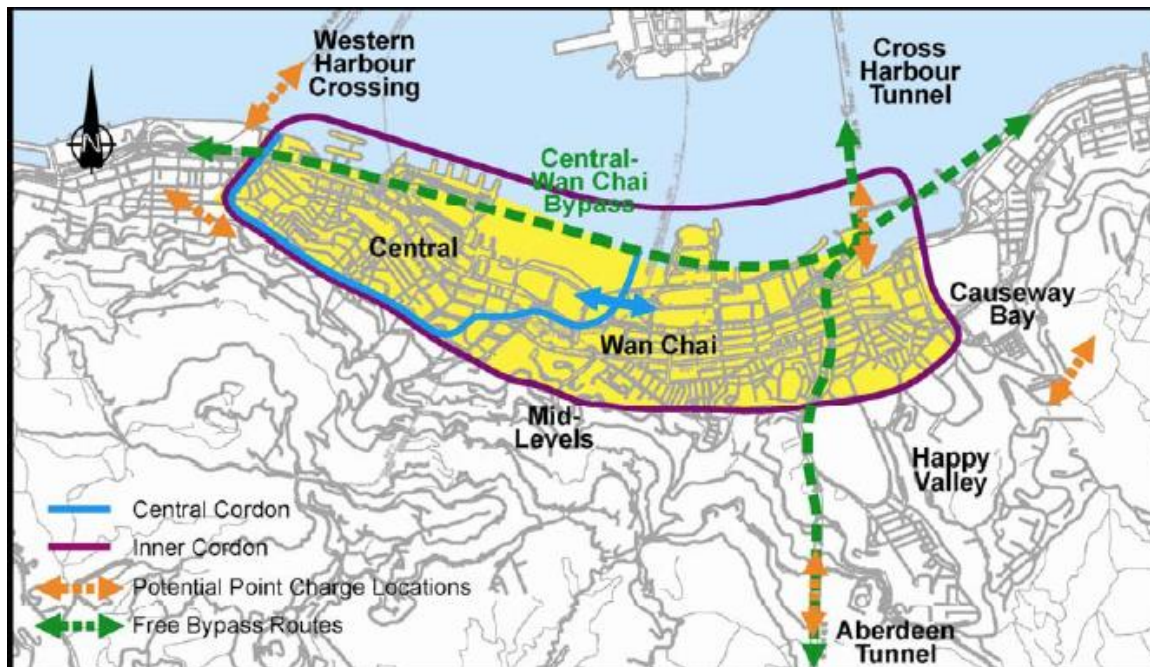 Western
Harbour
Crossing
Cross
Harbour
Tunnel
N
Central-
Wan Chai
Bypass
Central
Causeway
Bay
Wan Chai
Mid-
Levels
Happy
Valley
Central Cordon
Inner Cordon
Potential Point Charge Locations
Free Bypass Routes
Aberdeen
Tunnel